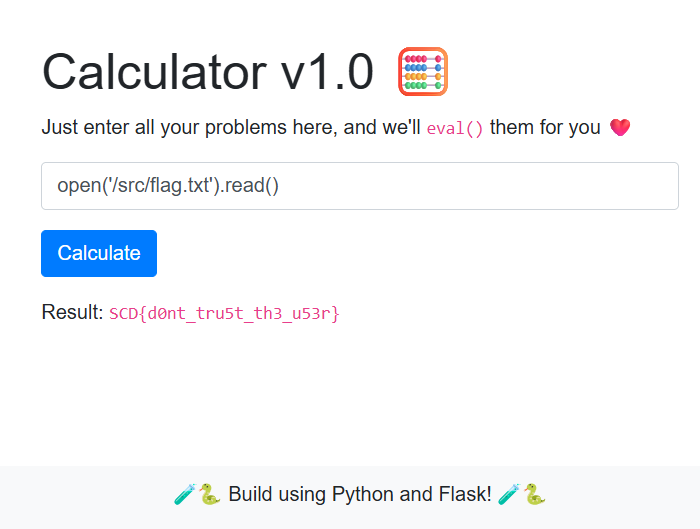 Calculator v1.0 🧮
Just enter all your problems here, and we'll eval() them for you 💗
open('/src/flag.txt').read()
Calculate
Result: SCD{d0nt_tru5t_th3_u53r}
🧪🐍 Build using Python and Flask! 🧪🐍